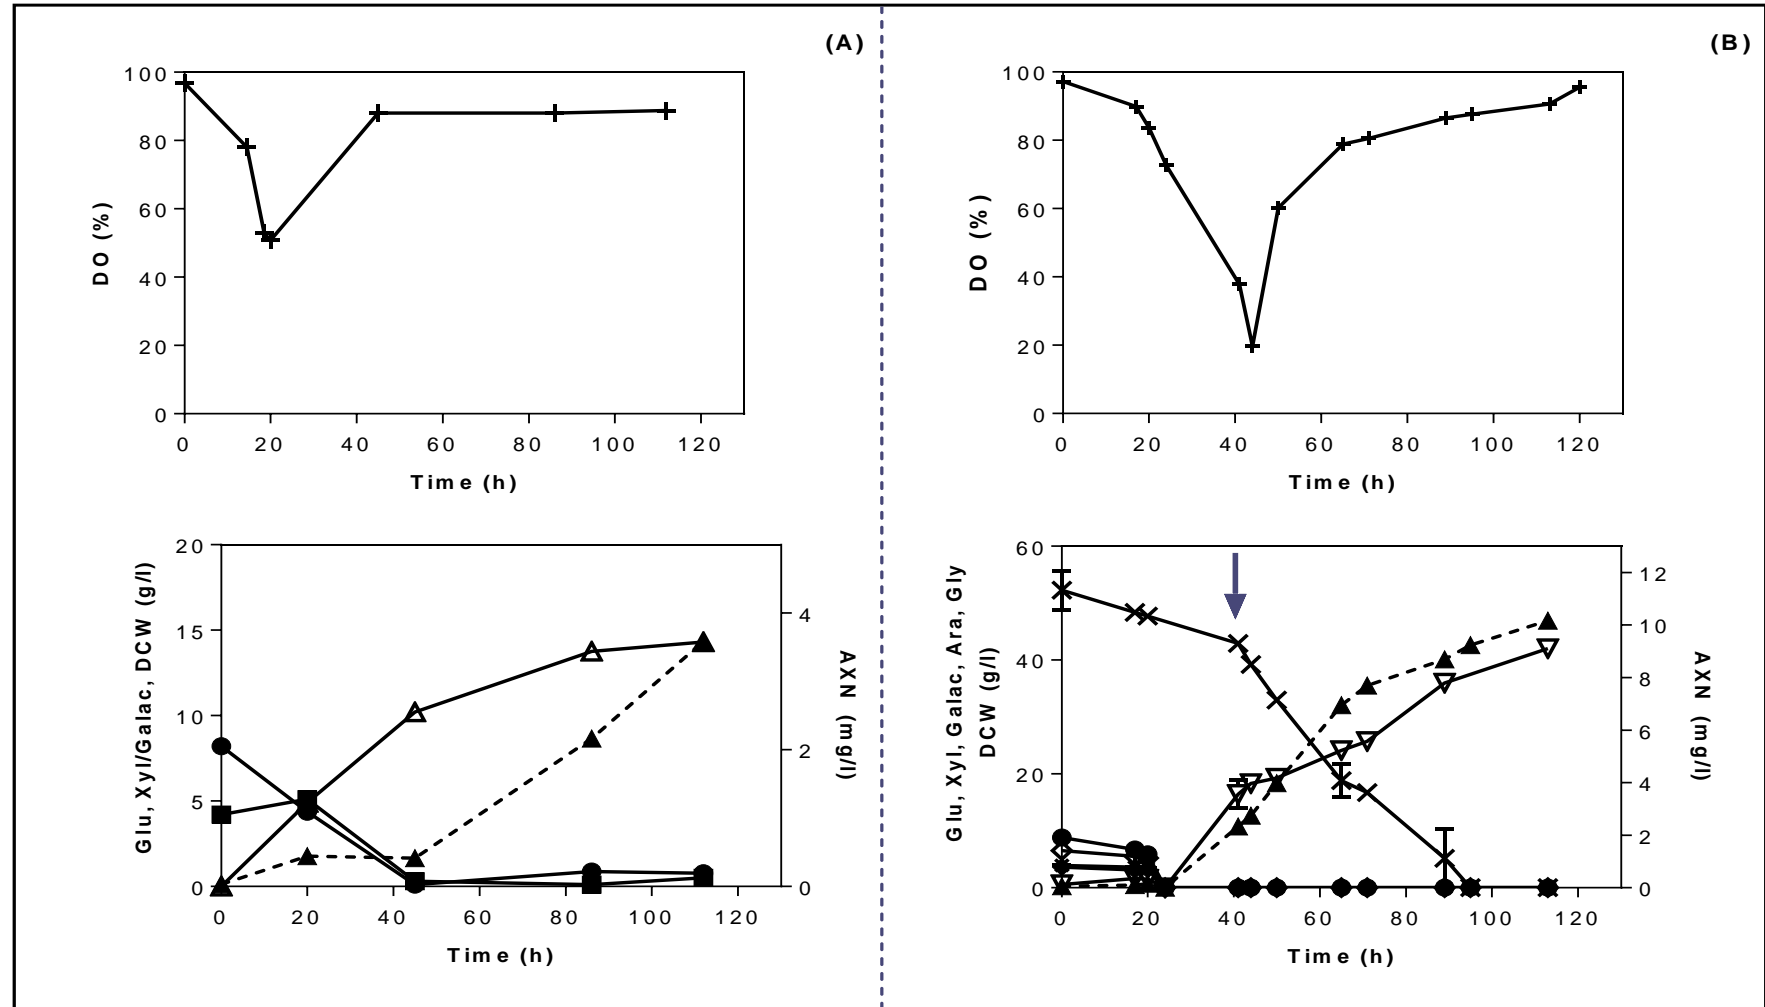 (A)
100
80
60
40
20
0
DO (%)
0 20 40 60 80 100 120
Time (h)
20
15
10
5
0
Glu, Xyl/Galac, DCW (g/l)
4
2
0
AXN (mg/l)
0 20 40 60 80 100 120
Time (h)
(B)
100
80
60
40
20
0
DO (%)
0 20 40 60 80 100 120
Time (h)
60
40
20
0
Glu, Xyl, Galac, Ara, Gly
DCW (g/l)
12
10
8
6
4
2
0
AXN (mg/l)
0 20 40 60 80 100 120
Time (h)